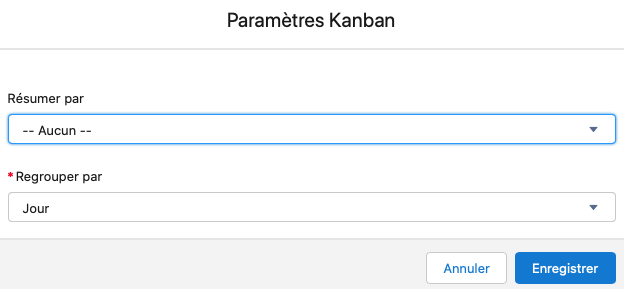 Paramètres Kanban
Résumer par
-- Aucun --
* Regrouper par
Jour
Annuler
Enregistrer